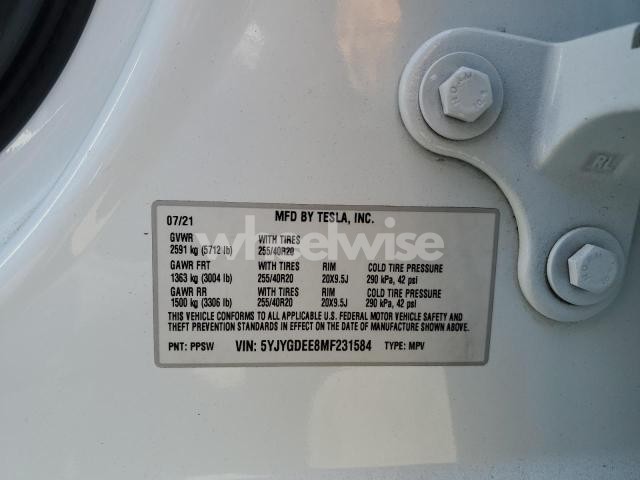 07/21 MFD BY TESLA, INC.
GVWR WITH TIRES
2591 kg (5712 lb) 255/40R20
GAWR FRT WITH TIRES RIM COLD TIRE PRESSURE
1363 kg (3004 lb) 255/40R20 20X9.5J 290 kPa, 42 psi
GAWR RR WITH TIRES RIM COLD TIRE PRESSURE
1500 kg (3306 lb) 255/40R20 20X9.5J 290 kPa, 42 psi
THIS VEHICLE CONFORMS TO ALL APPLICABLE U.S. FEDERAL MOTOR VEHICLE SAFETY AND
THEFT PREVENTION STANDARDS IN EFFECT ON THE DATE OF MANUFACTURE SHOWN ABOVE.
PNT: PPSW VIN: 5YJYGDEE8MF231584 TYPE: MPV
wheelwise
RL